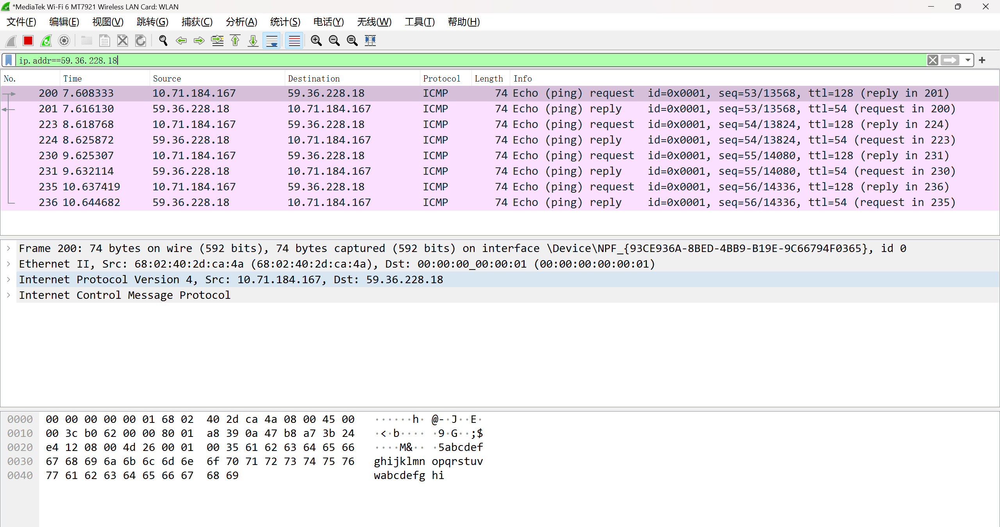 *MediaTek Wi-Fi 6 MT7921 Wireless LAN Card: WLAN
文件(F) 编辑(E) 视图(V) 跳转(G) 捕获(C) 分析(A) 统计(S) 电话(Y) 无线(W) 工具(T) 帮助(H)
ip.addr==59.36.228.18
No. Time Source Destination Protocol Length Info
200 7.608333 10.71.184.167 59.36.228.18 ICMP 74 Echo (ping) request id=0x0001, seq=53/13568, ttl=128 (reply in 201)
201 7.616130 59.36.228.18 10.71.184.167 ICMP 74 Echo (ping) reply id=0x0001, seq=53/13568, ttl=54 (request in 200)
223 8.618768 10.71.184.167 59.36.228.18 ICMP 74 Echo (ping) request id=0x0001, seq=54/13824, ttl=128 (reply in 224)
224 8.625872 59.36.228.18 10.71.184.167 ICMP 74 Echo (ping) reply id=0x0001, seq=54/13824, ttl=54 (request in 223)
230 9.625307 10.71.184.167 59.36.228.18 ICMP 74 Echo (ping) request id=0x0001, seq=55/14080, ttl=128 (reply in 231)
231 9.632114 59.36.228.18 10.71.184.167 ICMP 74 Echo (ping) reply id=0x0001, seq=55/14080, ttl=54 (request in 230)
235 10.637419 10.71.184.167 59.36.228.18 ICMP 74 Echo (ping) request id=0x0001, seq=56/14336, ttl=128 (reply in 236)
236 10.644682 59.36.228.18 10.71.184.167 ICMP 74 Echo (ping) reply id=0x0001, seq=56/14336, ttl=54 (request in 235)
Frame 200: 74 bytes on wire (592 bits), 74 bytes captured (592 bits) on interface \Device\NPF_{93CE936A-8BED-4BB9-B19E-9C66794F0365}, id 0
Ethernet II, Src: 68:02:40:2d:ca:4a (68:02:40:2d:ca:4a), Dst: 00:00:00_00:00:01 (00:00:00:00:00:01)
Internet Protocol Version 4, Src: 10.71.184.167, Dst: 59.36.228.18
Internet Control Message Protocol
0000 00 00 00 00 00 01 68 02 40 2d ca 4a 08 00 45 00 ······h· @-·J··E·
0010 00 3c b0 62 00 00 80 01 a8 39 0a 47 b8 a7 3b 24 ·<·b···· ·9·G··;$
0020 e4 12 08 00 4d 26 00 01 00 35 61 62 63 64 65 66 ····M&·· ·5abcdef
0030 67 68 69 6a 6b 6c 6d 6e 6f 70 71 72 73 74 75 76 ghijklmn opqrstuv
0040 77 61 62 63 64 65 66 67 68 69 wabcdefg hi